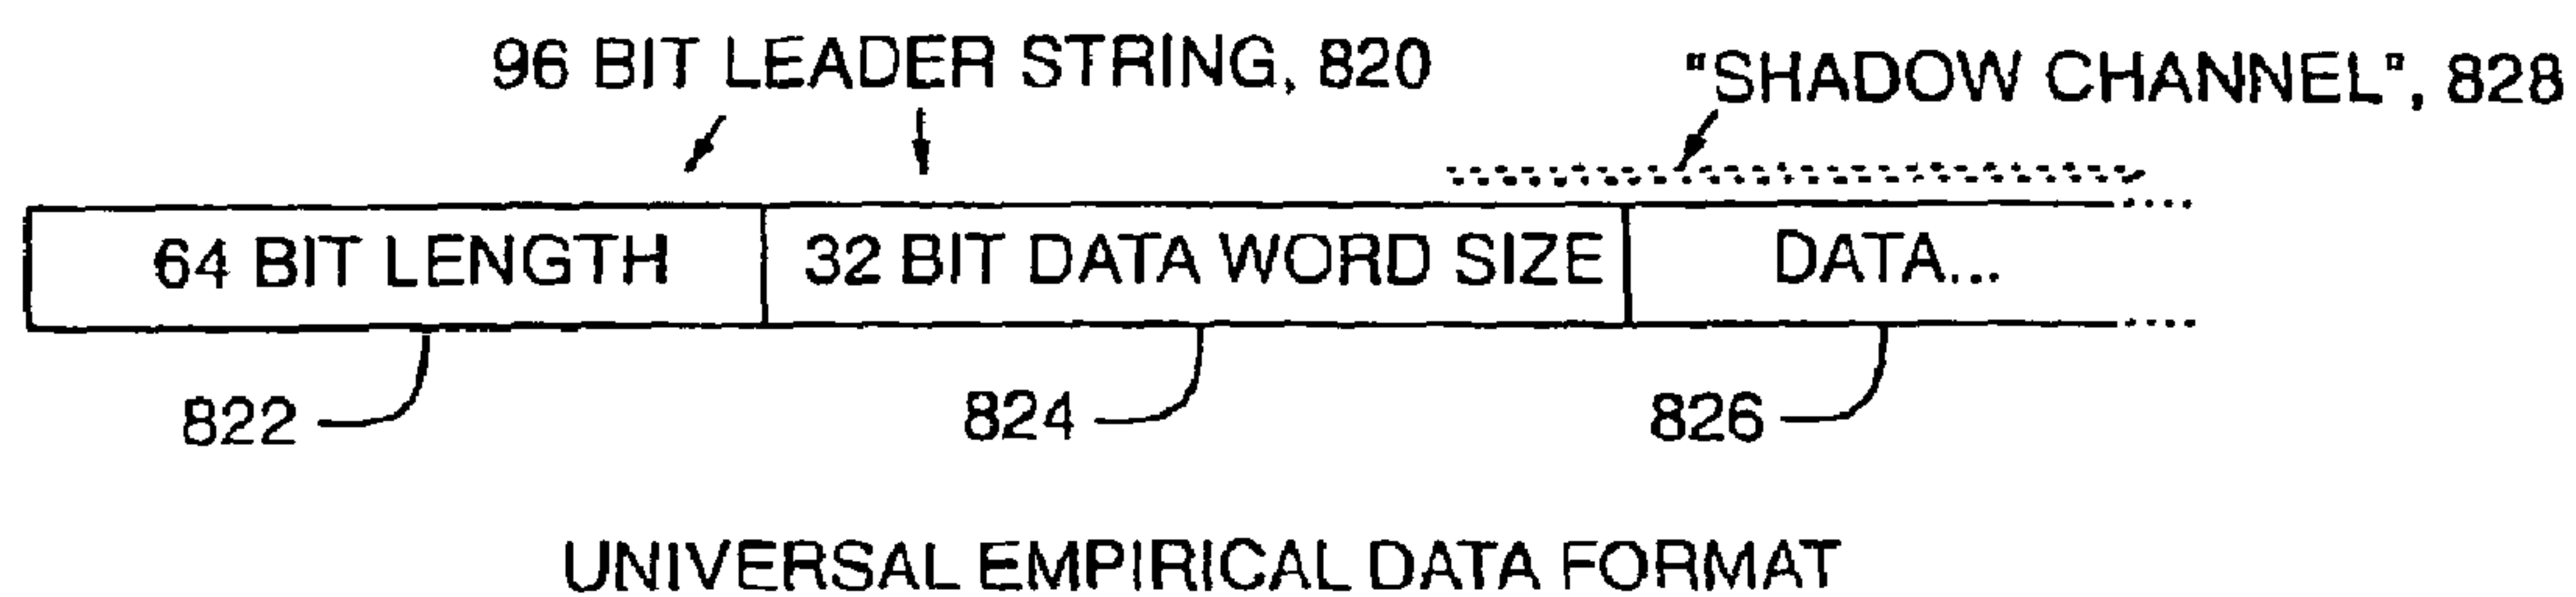 96 BIT LEADER STRING, 820
"SHADOW CHANNEL", 828
64 BIT LENGTH
32 BIT DATA WORD SIZE
DATA...
822
824
826
UNIVERSAL EMPIRICAL DATA FORMAT